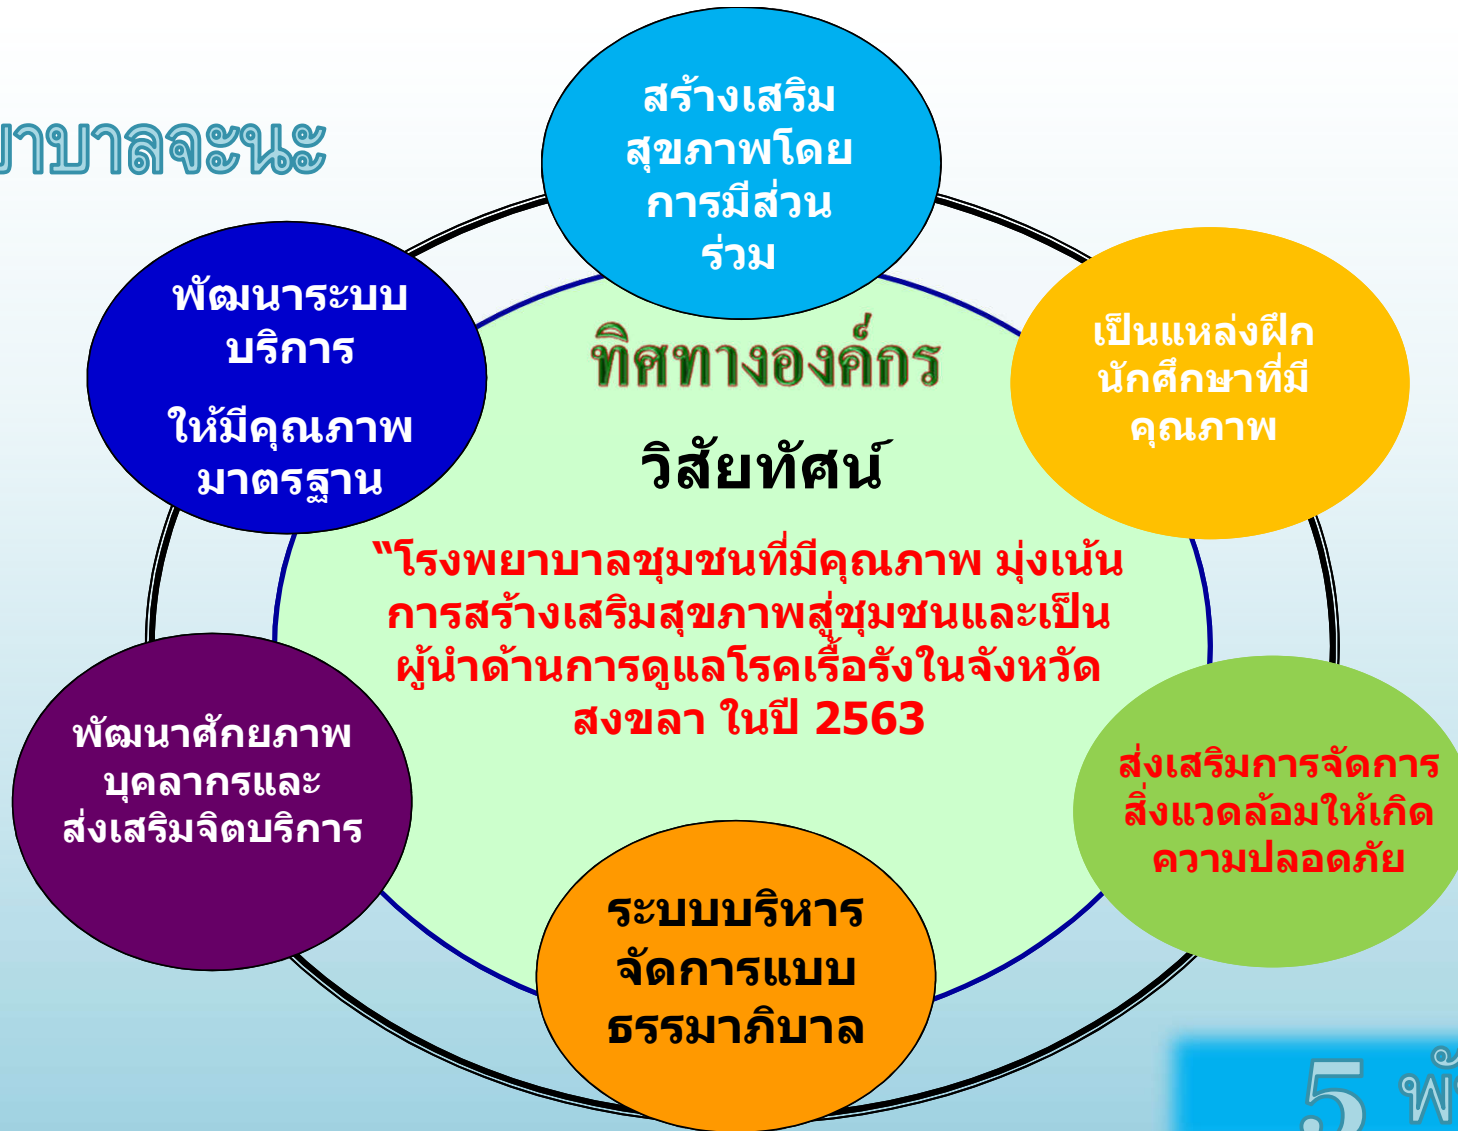 ยาบาลจะนะ
สร้างเสริม
สุขภาพโดย
การมีส่วน
ร่วม
พัฒนาระบบ
บริการ
ให้มีคุณภาพ
มาตรฐาน
เป็นแหล่งฝึก
นักศึกษาที่มี
คุณภาพ
ทิศทางองค์กร
วิสัยทัศน์
“โรงพยาบาลชุมชนที่มีคุณภาพ มุ่งเน้น
การสร้างเสริมสุขภาพสู่ชุมชนและเป็น
ผู้นำด้านการดูแลโรคเรื้อรังในจังหวัด
สงขลา ในปี 2563
พัฒนาศักยภาพ
บุคลากรและ
ส่งเสริมจิตบริการ
ส่งเสริมการจัดการ
สิ่งแวดล้อมให้เกิด
ความปลอดภัย
ระบบบริหาร
จัดการแบบ
ธรรมาภิบาล
5